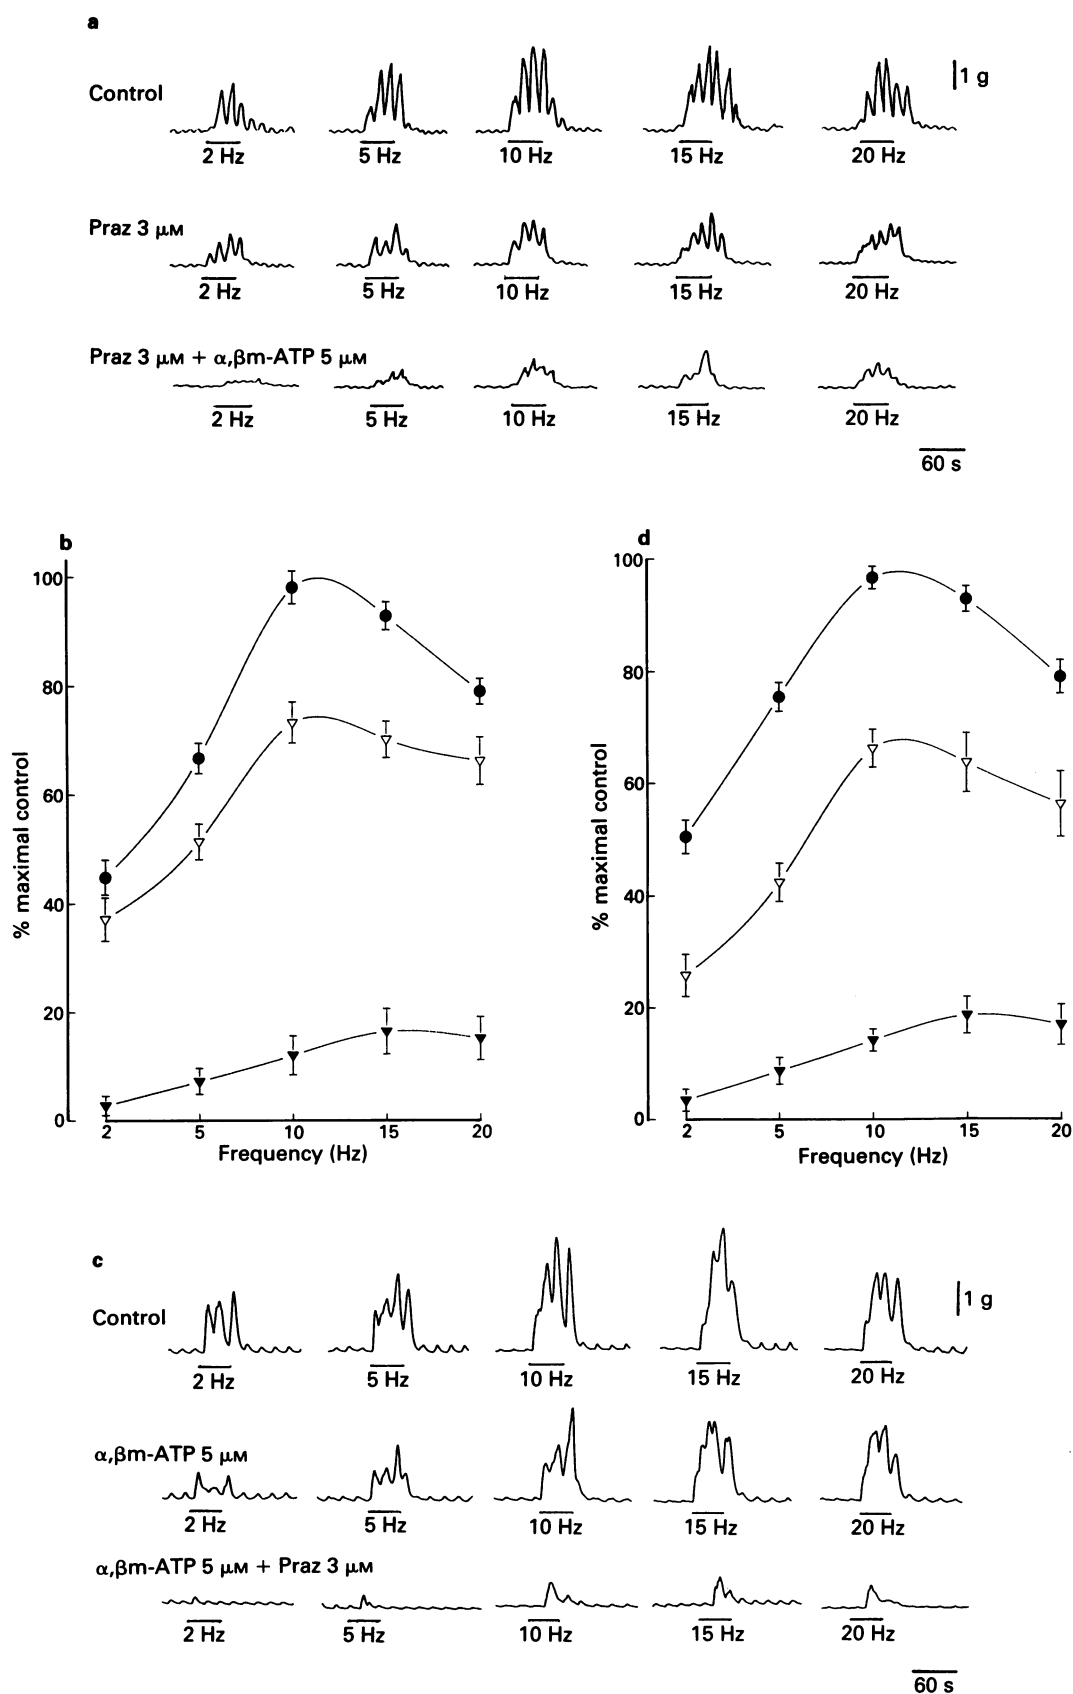 a
Control
1 g
2 Hz 5 Hz 10 Hz 15 Hz 20 Hz
Praz 3 μM
2 Hz 5 Hz 10 Hz 15 Hz 20 Hz
Praz 3 μM + α,βm-ATP 5 μM
2 Hz 5 Hz 10 Hz 15 Hz 20 Hz
60 s
b
% maximal control
100
80
60
40
20
0
2 5 10 15 20
Frequency (Hz)
d
% maximal control
100
80
60
40
20
0
2 5 10 15 20
Frequency (Hz)
c
Control
1 g
2 Hz 5 Hz 10 Hz 15 Hz 20 Hz
α,βm-ATP 5 μM
2 Hz 5 Hz 10 Hz 15 Hz 20 Hz
α,βm-ATP 5 μM + Praz 3 μM
2 Hz 5 Hz 10 Hz 15 Hz 20 Hz
60 s